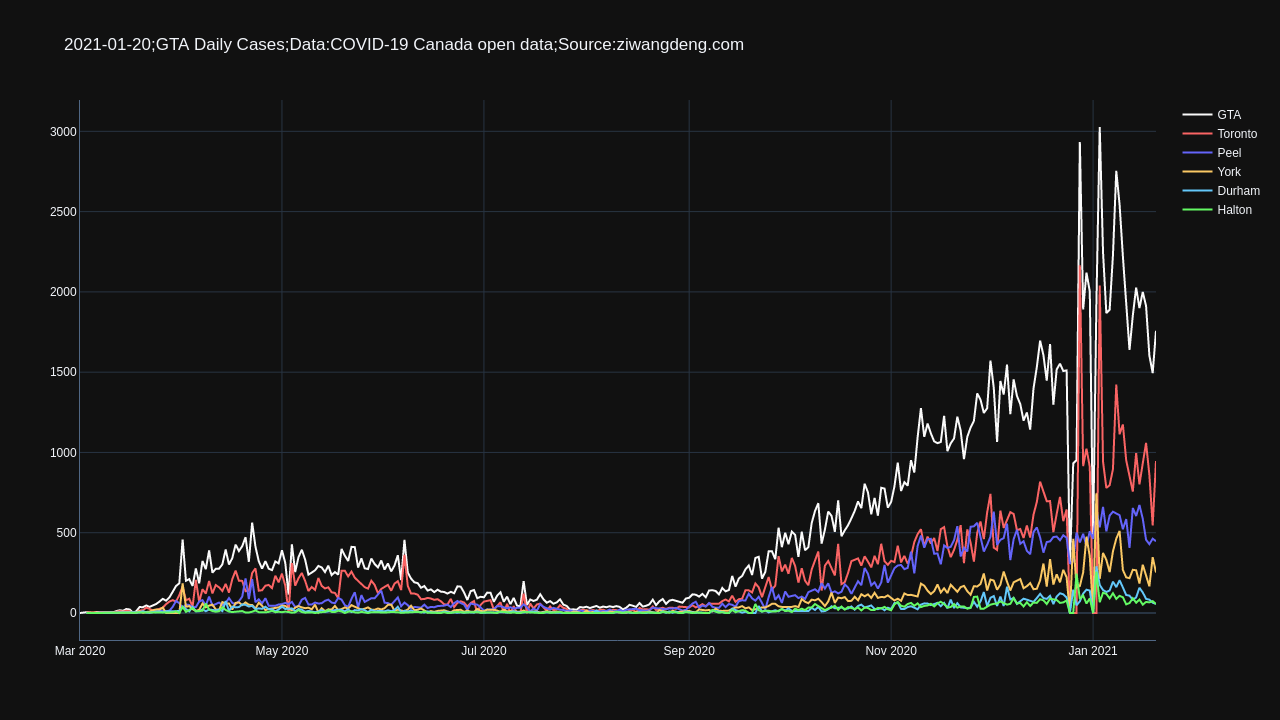 2021-01-20;GTA Daily Cases;Data:COVID-19 Canada open data;Source:ziwangdeng.com
GTA
Toronto
Peel
York
Durham
Halton
3000
2500
2000
1500
1000
500
0
Mar 2020 May 2020 Jul 2020 Sep 2020 Nov 2020 Jan 2021